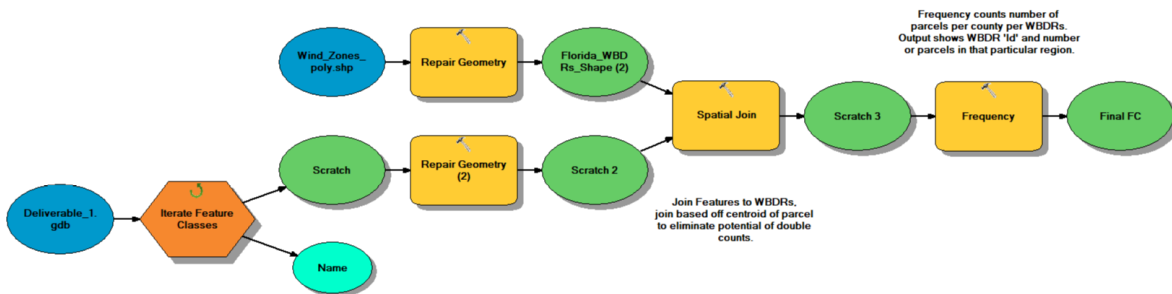 Frequency counts number of
parcels per county per WBDRs.
Output shows WBDR 'Id' and number
or parcels in that particular region.
Wind_Zones_
poly.shp
Repair Geometry
Florida_WBD
Rs_Shape (2)
Spatial Join
Scratch 3
Frequency
Final FC
Scratch
Repair Geometry
(2)
Scratch 2
Deliverable_1.
gdb
Iterate Feature
Classes
Name
Join Features to WBDRs,
join based off centroid of parcel
to eliminate potential of double
counts.